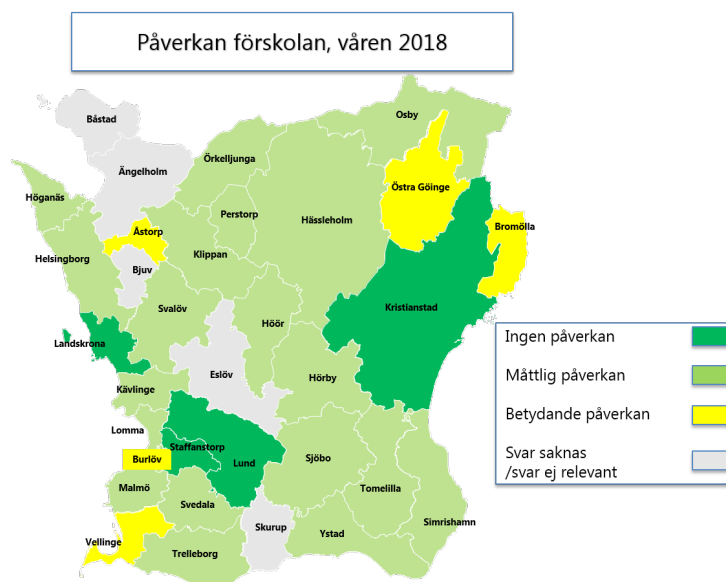 Påverkan förskolan, våren 2018
Båstad
Osby
Ängelholm
Örkelljunga
Östra Göinge
Höganäs
Perstorp
Hässleholm
Bromölla
Åstorp
Klippan
Helsingborg
Bjuv
Svalöv
Kristianstad
Höör
Landskrona
Eslöv
Hörby
Kävlinge
Lomma
Staffanstorp
Burlöv
Lund
Sjöbo
Malmö
Tomelilla
Svedala
Simrishamn
Skurup
Ystad
Vellinge
Trelleborg
Ingen påverkan
Måttlig påverkan
Betydande påverkan
Svar saknas
/svar ej relevant